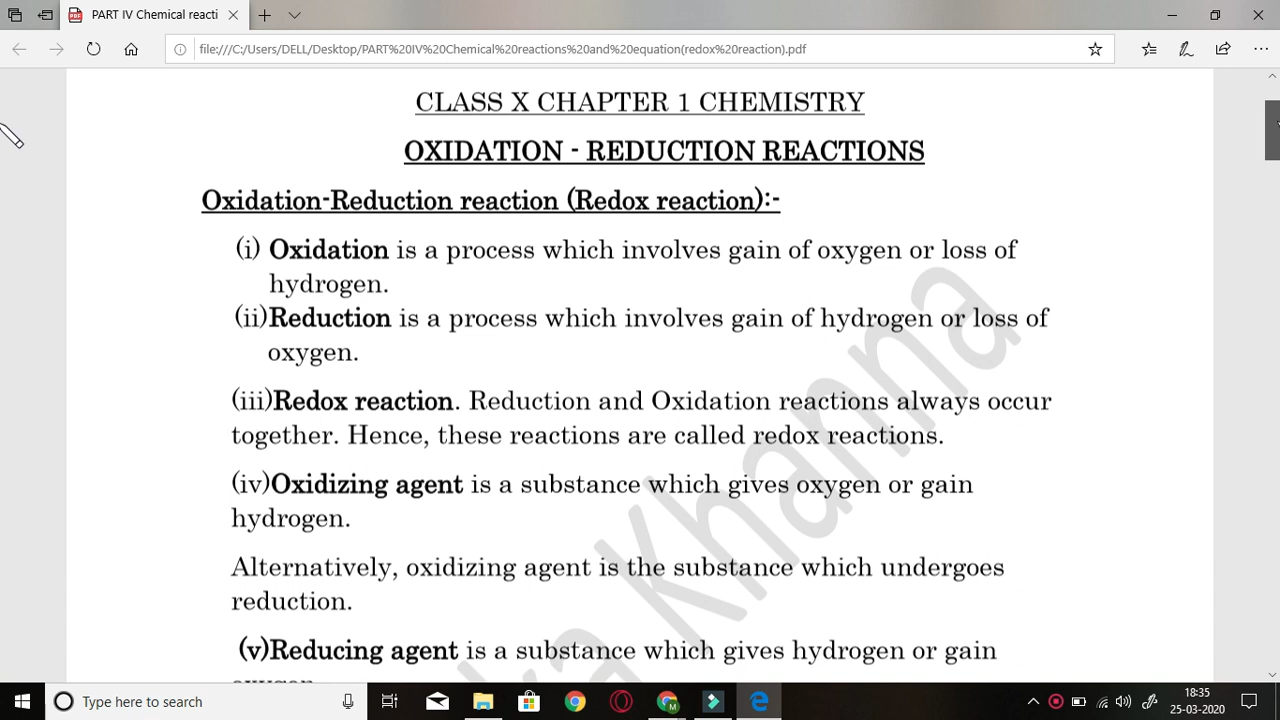 PART IV Chemical reacti
file:///C:/Users/DELL/Desktop/PART%20IV%20Chemical%20reactions%20and%20equation(redox%20reaction).pdf
CLASS X CHAPTER 1 CHEMISTRY
OXIDATION - REDUCTION REACTIONS
Oxidation-Reduction reaction (Redox reaction):-
(i) Oxidation is a process which involves gain of oxygen or loss of
hydrogen.
(ii)Reduction is a process which involves gain of hydrogen or loss of
oxygen.
(iii)Redox reaction. Reduction and Oxidation reactions always occur
together. Hence, these reactions are called redox reactions.
(iv)Oxidizing agent is a substance which gives oxygen or gain
hydrogen.
Alternatively, oxidizing agent is the substance which undergoes
reduction.
(v)Reducing agent is a substance which gives hydrogen or gain
Khanna
Type here to search
18:35
25-03-2020